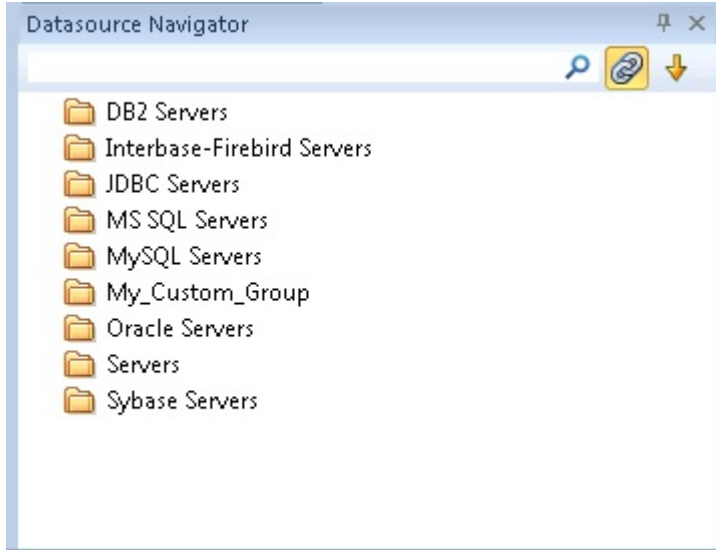 Datasource Navigator
DB2 Servers
Interbase-Firebird Servers
JDBC Servers
MS SQL Servers
MySQL Servers
My_Custom_Group
Oracle Servers
Servers
Sybase Servers